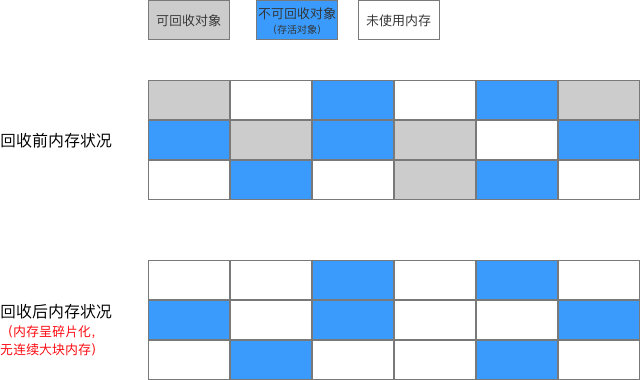 可回收对象
不可回收对象
（存活对象）
未使用内存
回收前内存状况
回收后内存状况
（内存呈碎片化，
无连续大块内存）